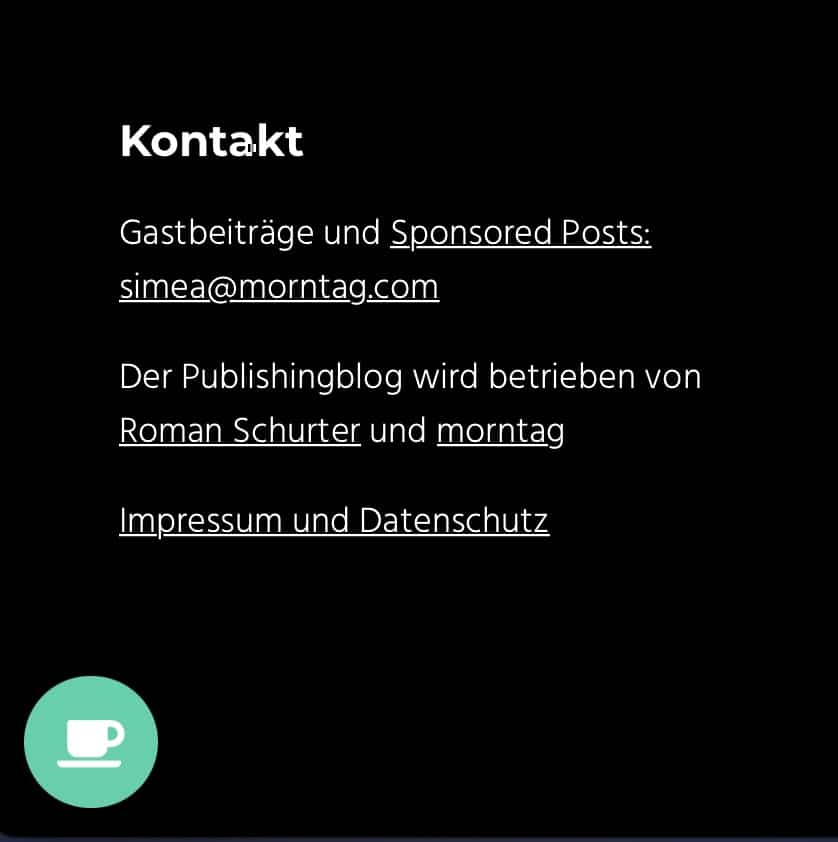 Kontakt
Gastbeiträge und Sponsored Posts:
simea@morntag.com
Der Publishingblog wird betrieben von
Roman Schurter und morntag
Impressum und Datenschutz